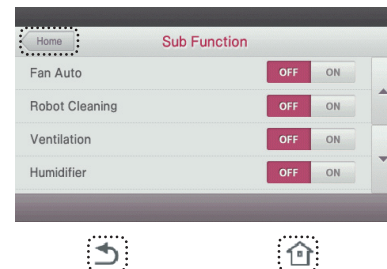 Home
Sub Function
Fan Auto OFF ON
Robot Cleaning OFF ON
Ventilation OFF ON
Humidifier OFF ON